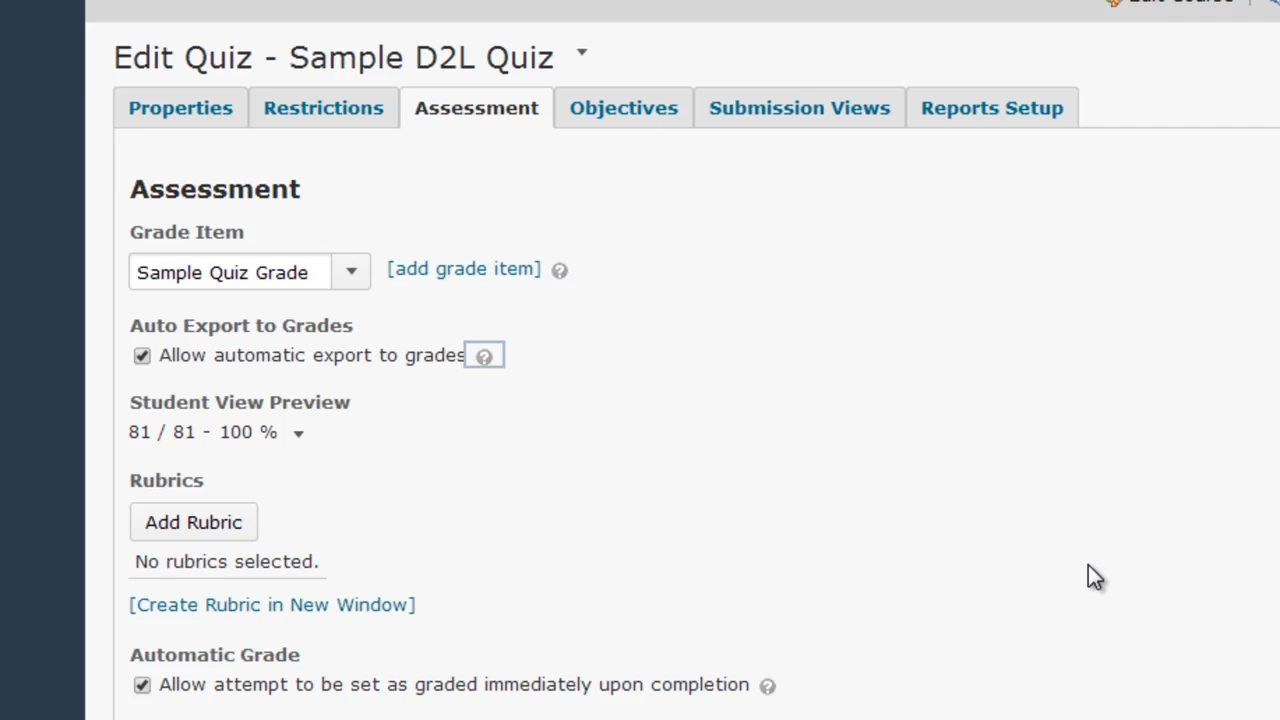 Edit Course
Edit Quiz - Sample D2L Quiz
Properties Restrictions Assessment Objectives Submission Views Reports Setup
Assessment
Grade Item
Sample Quiz Grade [add grade item] ?
Auto Export to Grades
Allow automatic export to grades ?
Student View Preview
81 / 81 - 100 %
Rubrics
Add Rubric
No rubrics selected.
[Create Rubric in New Window]
Automatic Grade
Allow attempt to be set as graded immediately upon completion ?